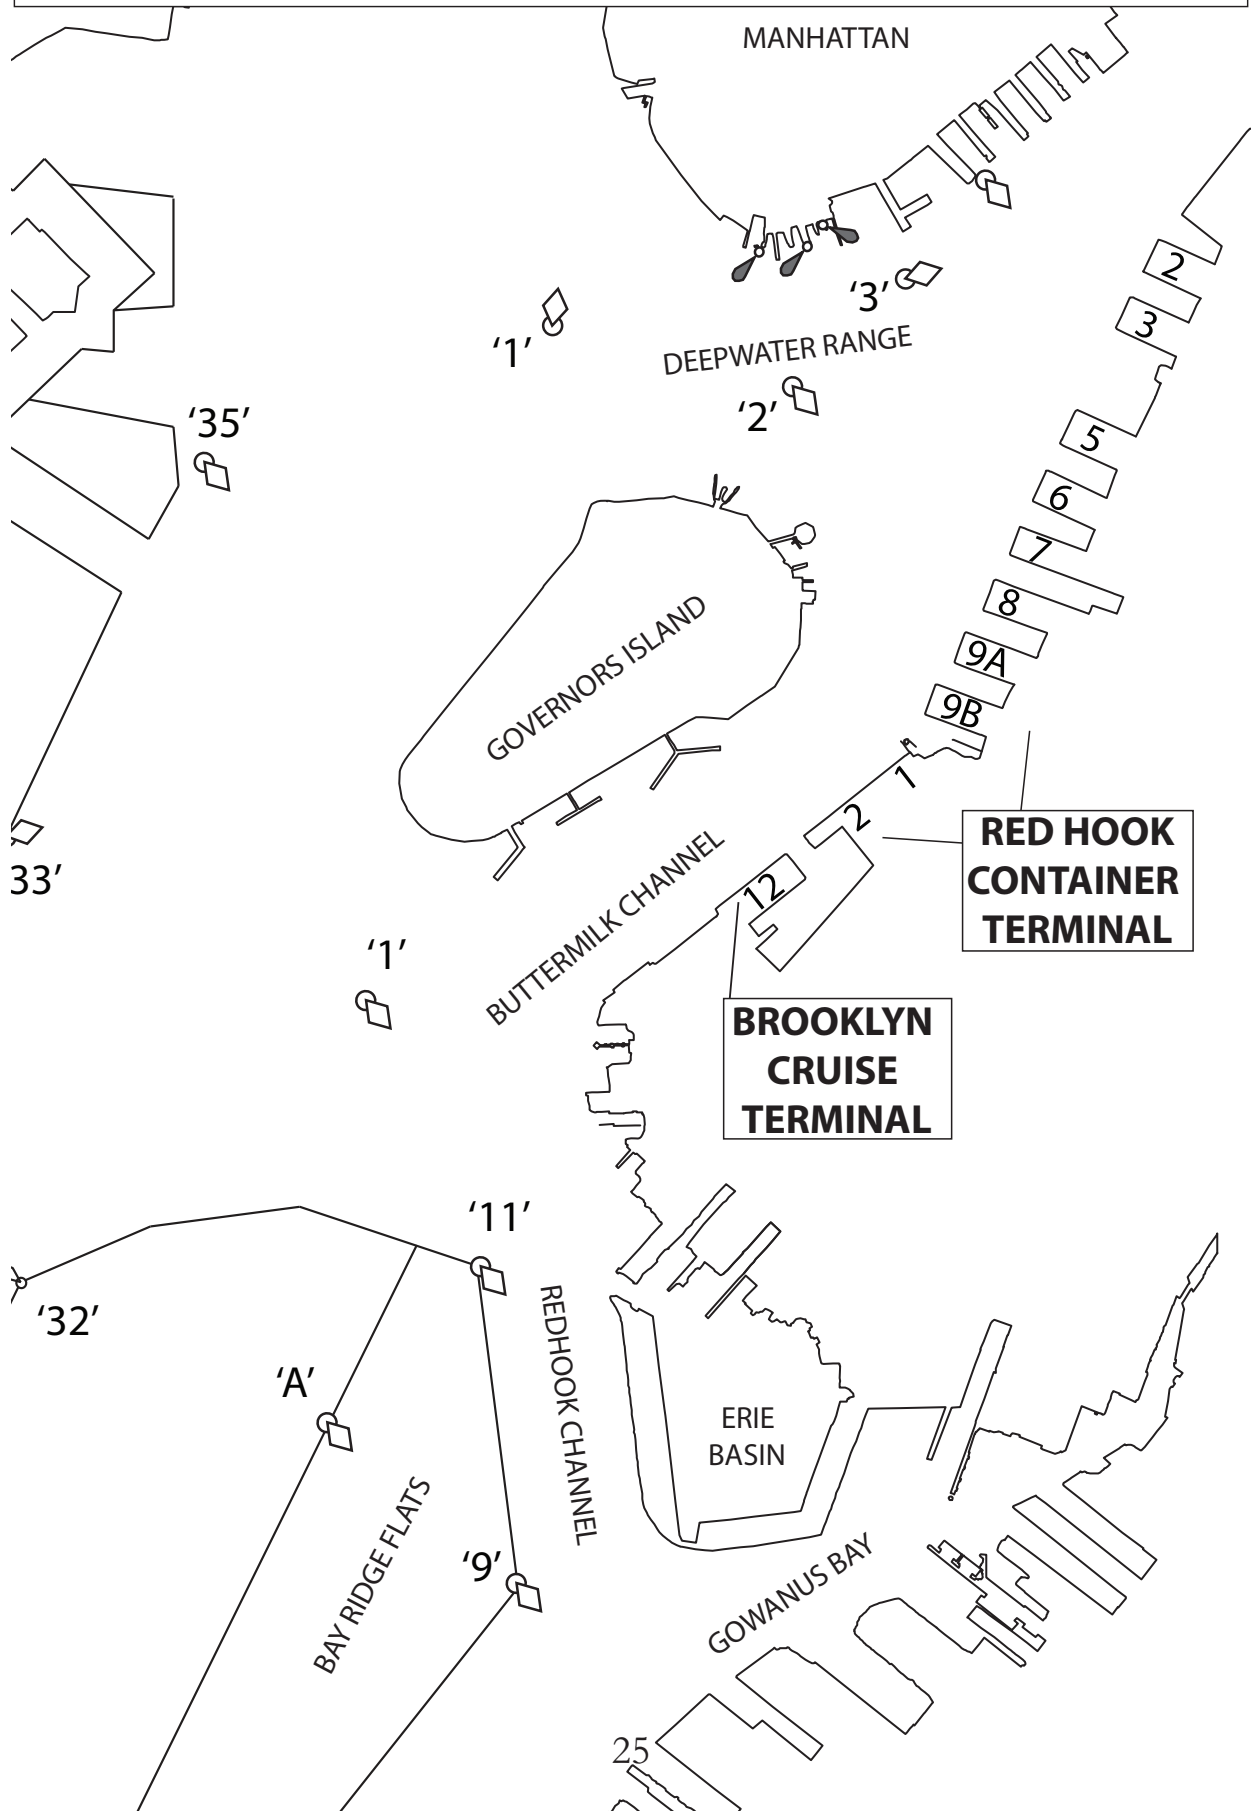 MANHATTAN
2
‘3’
3
‘1’
DEEPWATER RANGE
‘2’
‘35’
5
6
7
8
GOVERNORS ISLAND
9A
9B
1
2
33’
RED HOOK
CONTAINER
TERMINAL
12
BUTTERMILK CHANNEL
‘1’
BROOKLYN
CRUISE
TERMINAL
‘11’
‘32’
REDHOOK CHANNEL
‘A’
ERIE
BASIN
BAY RIDGE FLATS
‘9’
GOWANUS BAY
25